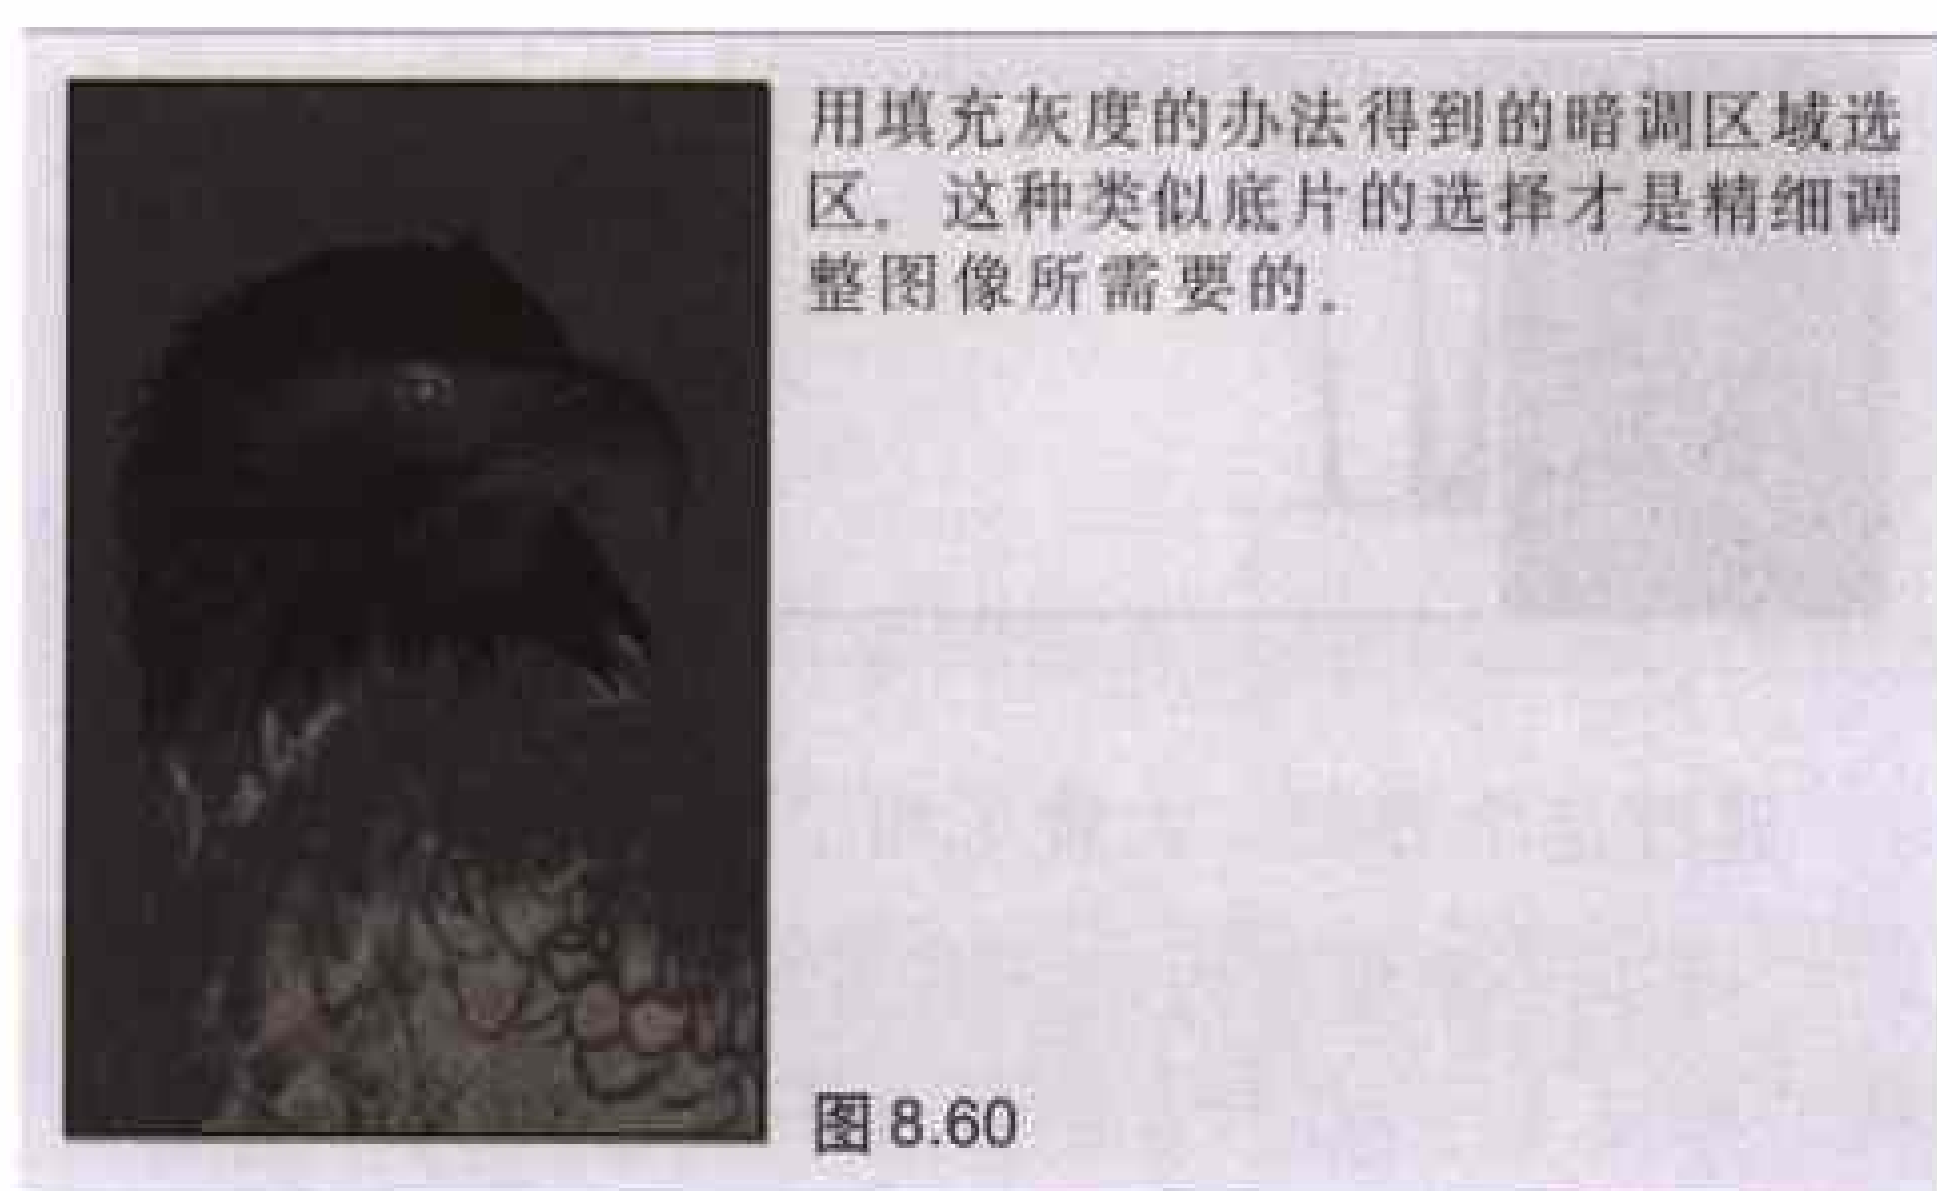 用填充灰度的办法得到的暗调区域选
区。这种类似底片的选择才是精细调
整图像所需要的。
图 8.60